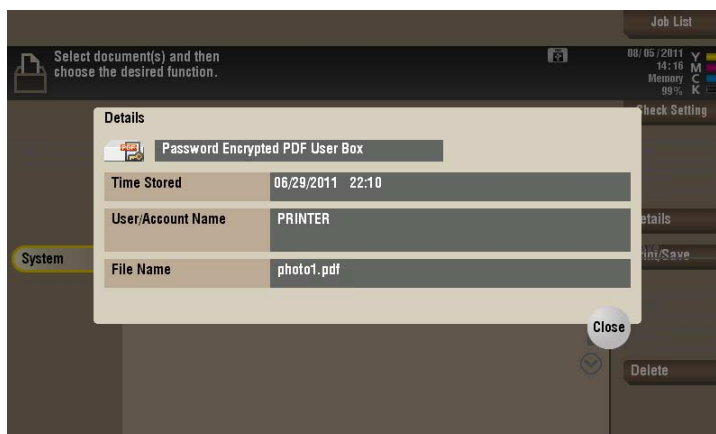 Job List
Select document(s) and then
choose the desired function.
08/05/2011
14:16
Memory
99%
Y
M
C
K
Check Setting
Details
Password Encrypted PDF User Box
Time Stored 06/29/2011 22:10
User/Account Name PRINTER
File Name photo1.pdf
System
etails
Print/Save
Close
Delete